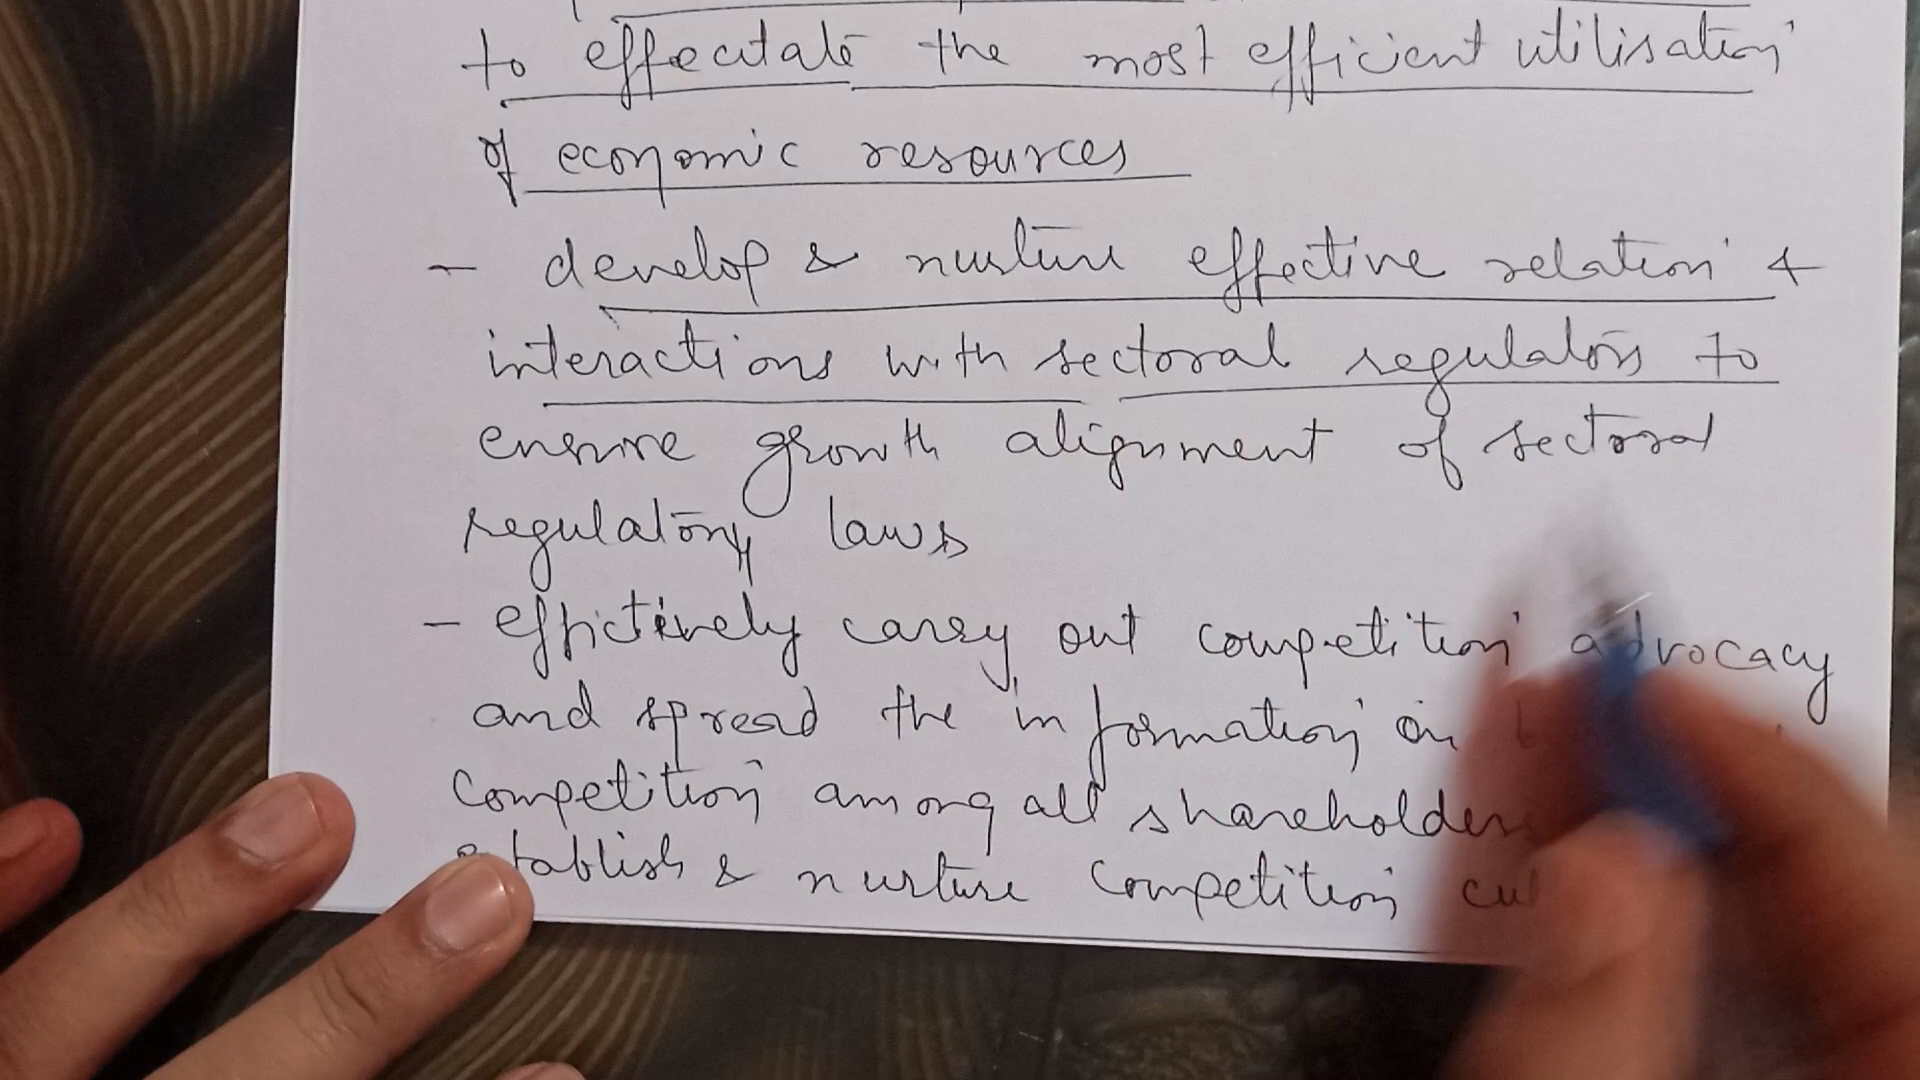 to effecutate the most efficient utilisation
of economic resources
- develop & nurture effective relation &
interactions with sectoral regulators to
ensure growth alignment of sectoral
regulatory laws
- effictively carry out competition advocacy
and spread the information on
competition among all shareholders
establish & nurture competition